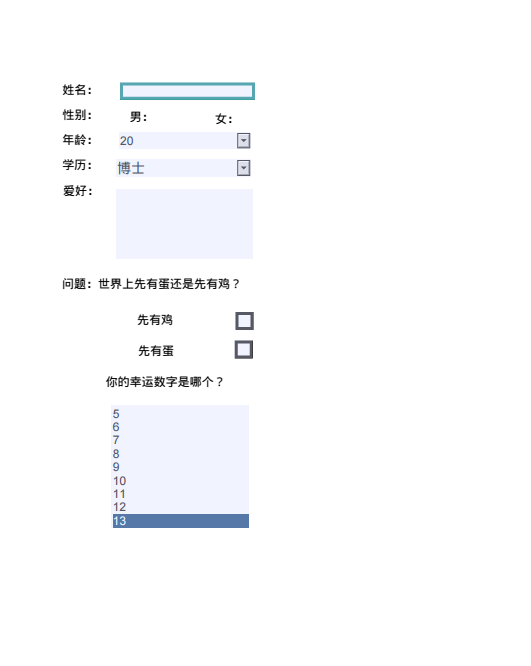 姓名：
性别： 男： 女：
年龄： 20
学历： 博士
爱好：
问题：世界上先有蛋还是先有鸡？
先有鸡
先有蛋
你的幸运数字是哪个？
5
6
7
8
9
10
11
12
13